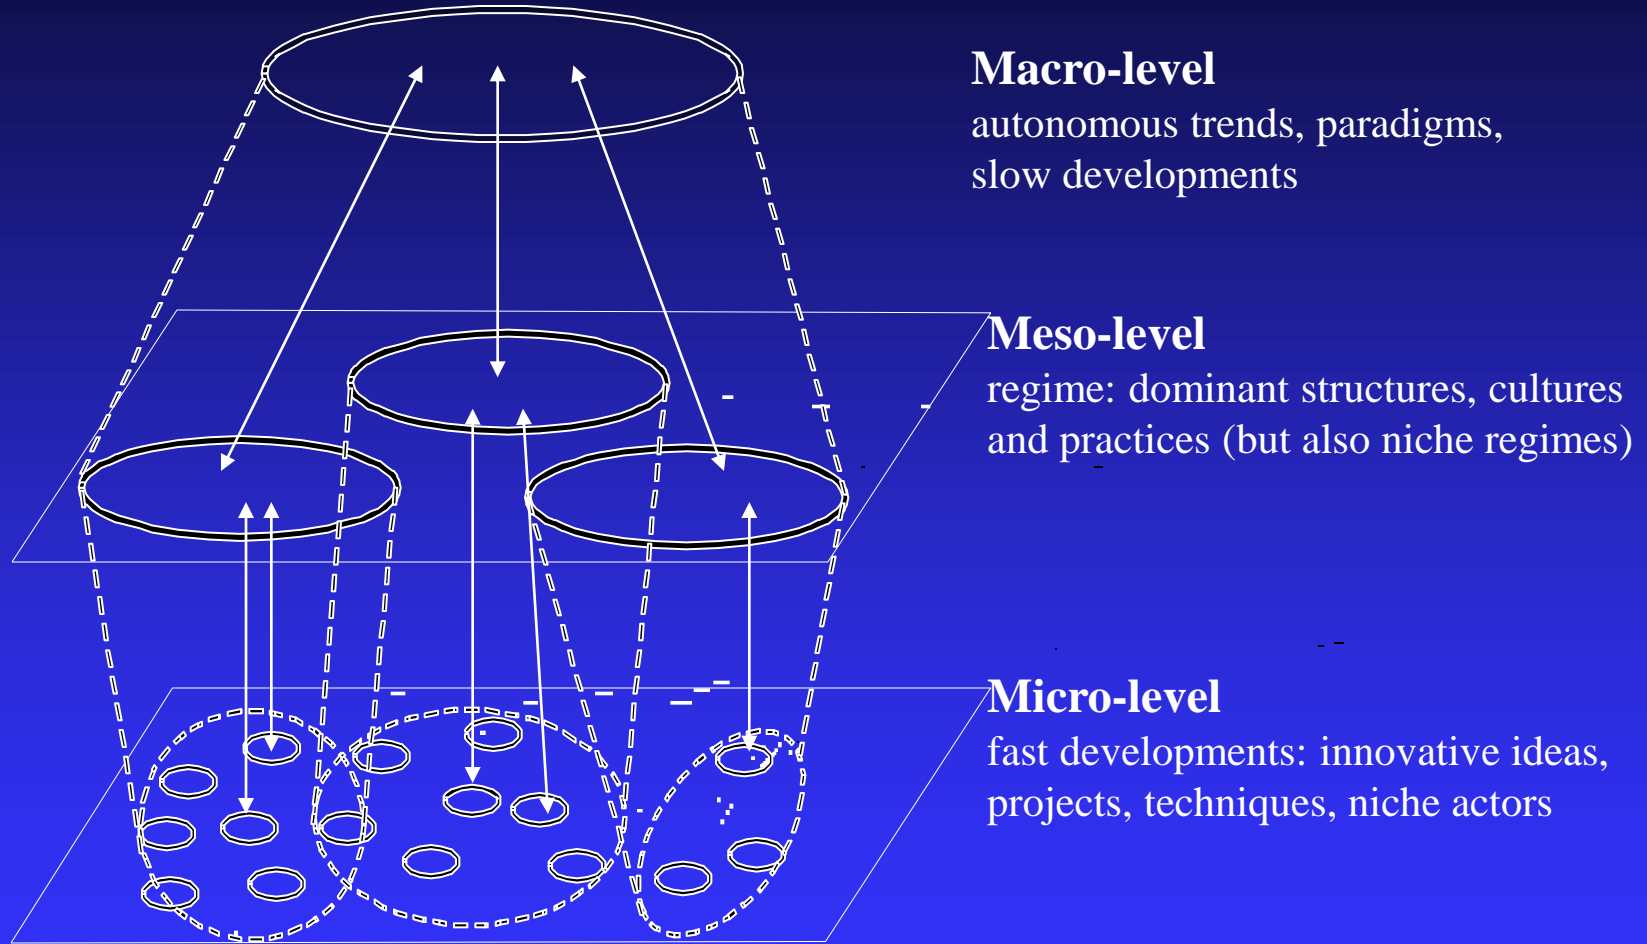 Macro-level
autonomous trends, paradigms,
slow developments
Meso-level
regime: dominant structures, cultures
and practices (but also niche regimes)
Micro-level
fast developments: innovative ideas,
projects, techniques, niche actors